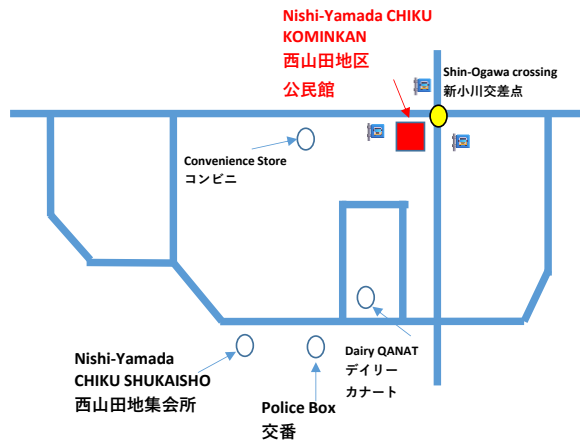 Nishi-Yamada CHIKU
KOMINKAN
西山田地区
公民館
Shin-Ogawa crossing
新小川交差点
Convenience Store
コンビニ
Nishi-Yamada
CHIKU SHUKAISHO
西山田地集会所
Police Box
交番
Dairy QANAT
デイリー
カナート